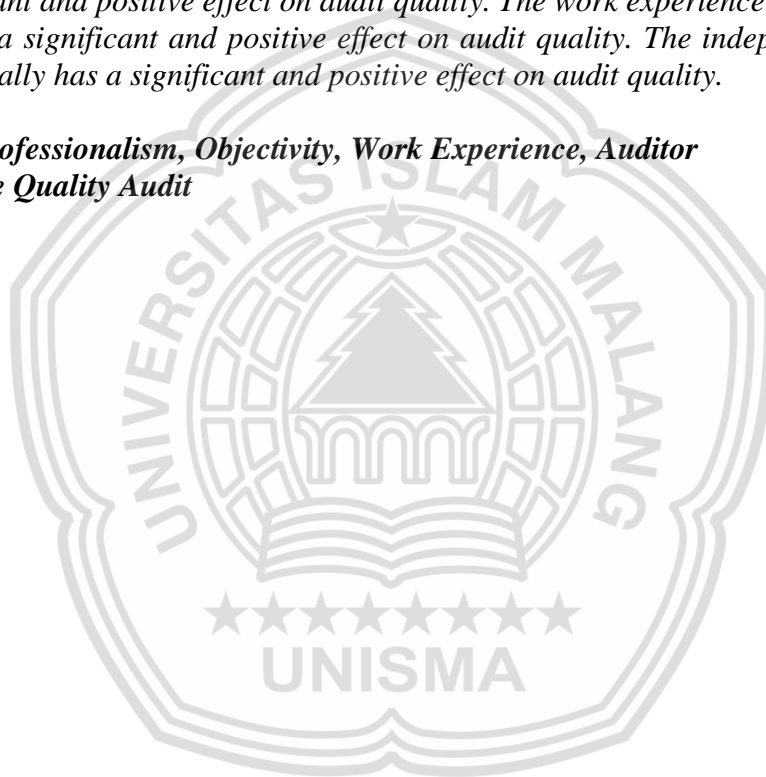 ant and positive effect on audit quality. The work experience
a significant and positive effect on audit quality. The indep
ally has a significant and positive effect on audit quality.
ofessionalism, Objectivity, Work Experience, Auditor
e Quality Audit
UNIVERSITAS ISLAM MALANG
UNISMA